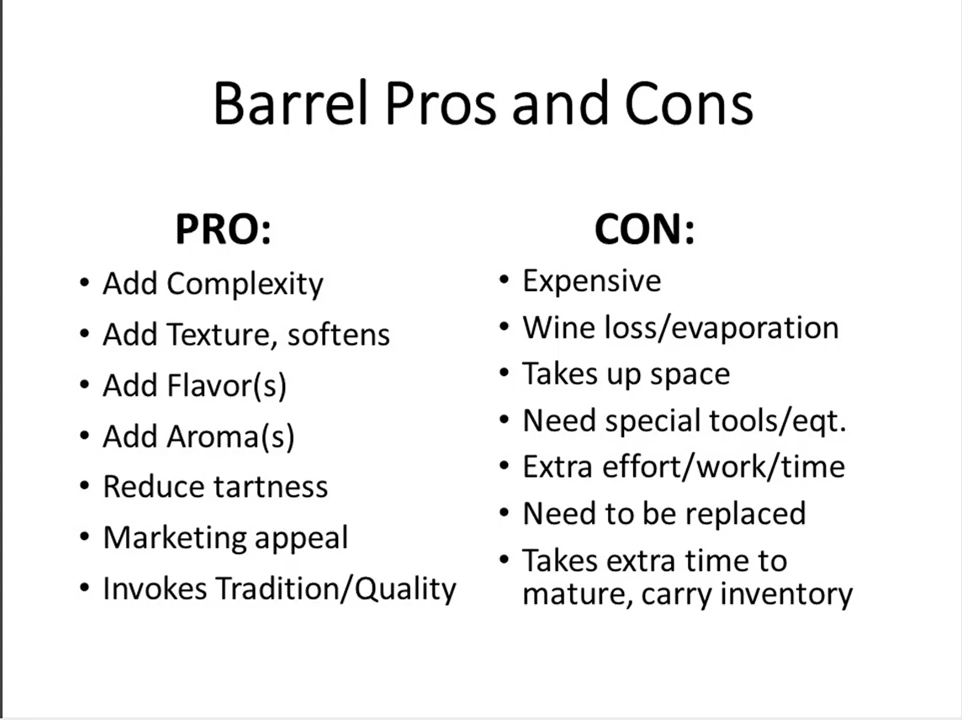 Barrel Pros and Cons
PRO:
• Add Complexity
• Add Texture, softens
• Add Flavor(s)
• Add Aroma(s)
• Reduce tartness
• Marketing appeal
• Invokes Tradition/Quality
CON:
• Expensive
• Wine loss/evaporation
• Takes up space
• Need special tools/eqt.
• Extra effort/work/time
• Need to be replaced
• Takes extra time to
mature, carry inventory